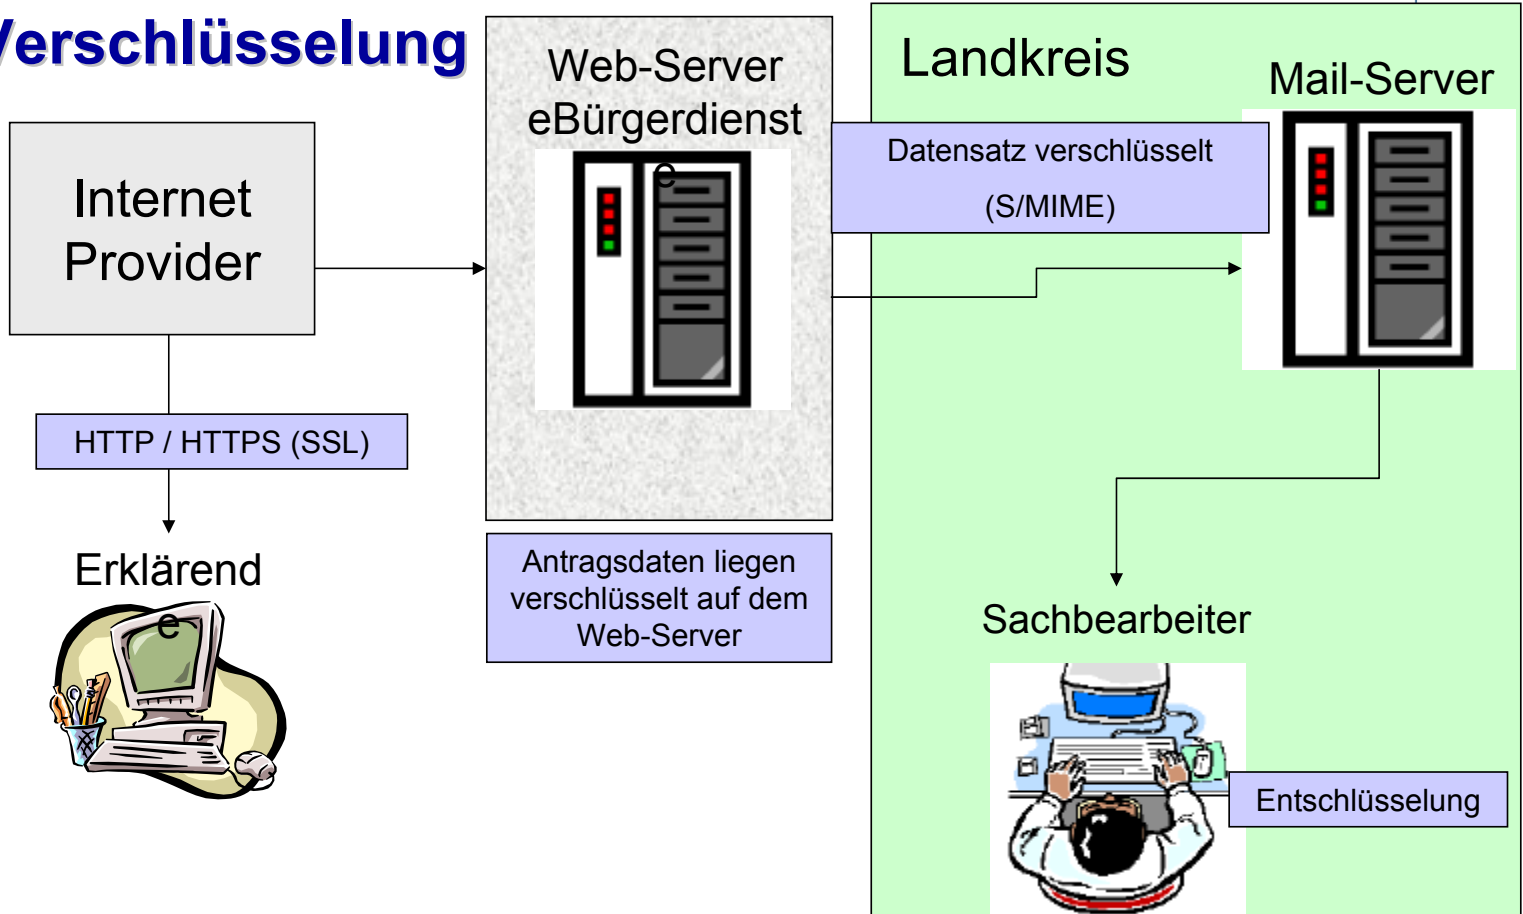 Verschlüsselung
Internet
Provider
HTTP / HTTPS (SSL)
Erklärend
e
Web-Server
eBürgerdienst
e
Antragsdaten liegen
verschlüsselt auf dem
Web-Server
Landkreis
Mail-Server
Datensatz verschlüsselt
(S/MIME)
Sachbearbeiter
Entschlüsselung